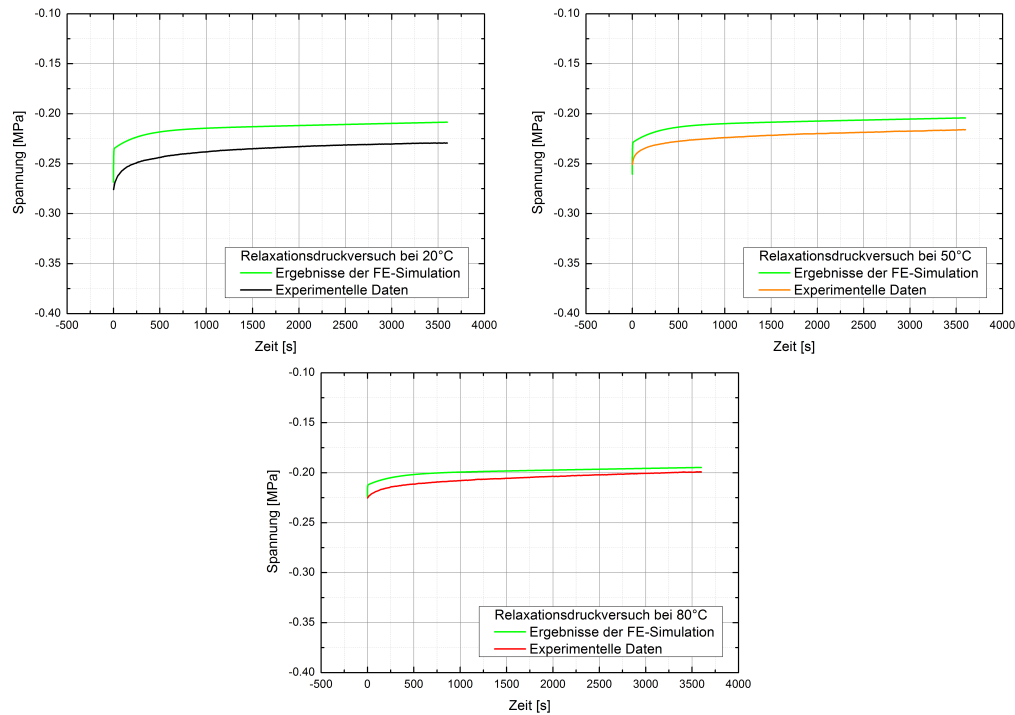 -0.10
-0.15
-0.20
-0.25
-0.30
-0.35
-0.40
Spannung [MPa]
Relaxationsdruckversuch bei 20°C
Ergebnisse der FE-Simulation
Experimentelle Daten
-500 0 500 1000 1500 2000 2500 3000 3500 4000
Zeit [s]
-0.10
-0.15
-0.20
-0.25
-0.30
-0.35
-0.40
Spannung [MPa]
Relaxationsdruckversuch bei 50°C
Ergebnisse der FE-Simulation
Experimentelle Daten
-500 0 500 1000 1500 2000 2500 3000 3500 4000
Zeit [s]
-0.10
-0.15
-0.20
-0.25
-0.30
-0.35
-0.40
Spannung [MPa]
Relaxationsdruckversuch bei 80°C
Ergebnisse der FE-Simulation
Experimentelle Daten
-500 0 500 1000 1500 2000 2500 3000 3500 4000
Zeit [s]